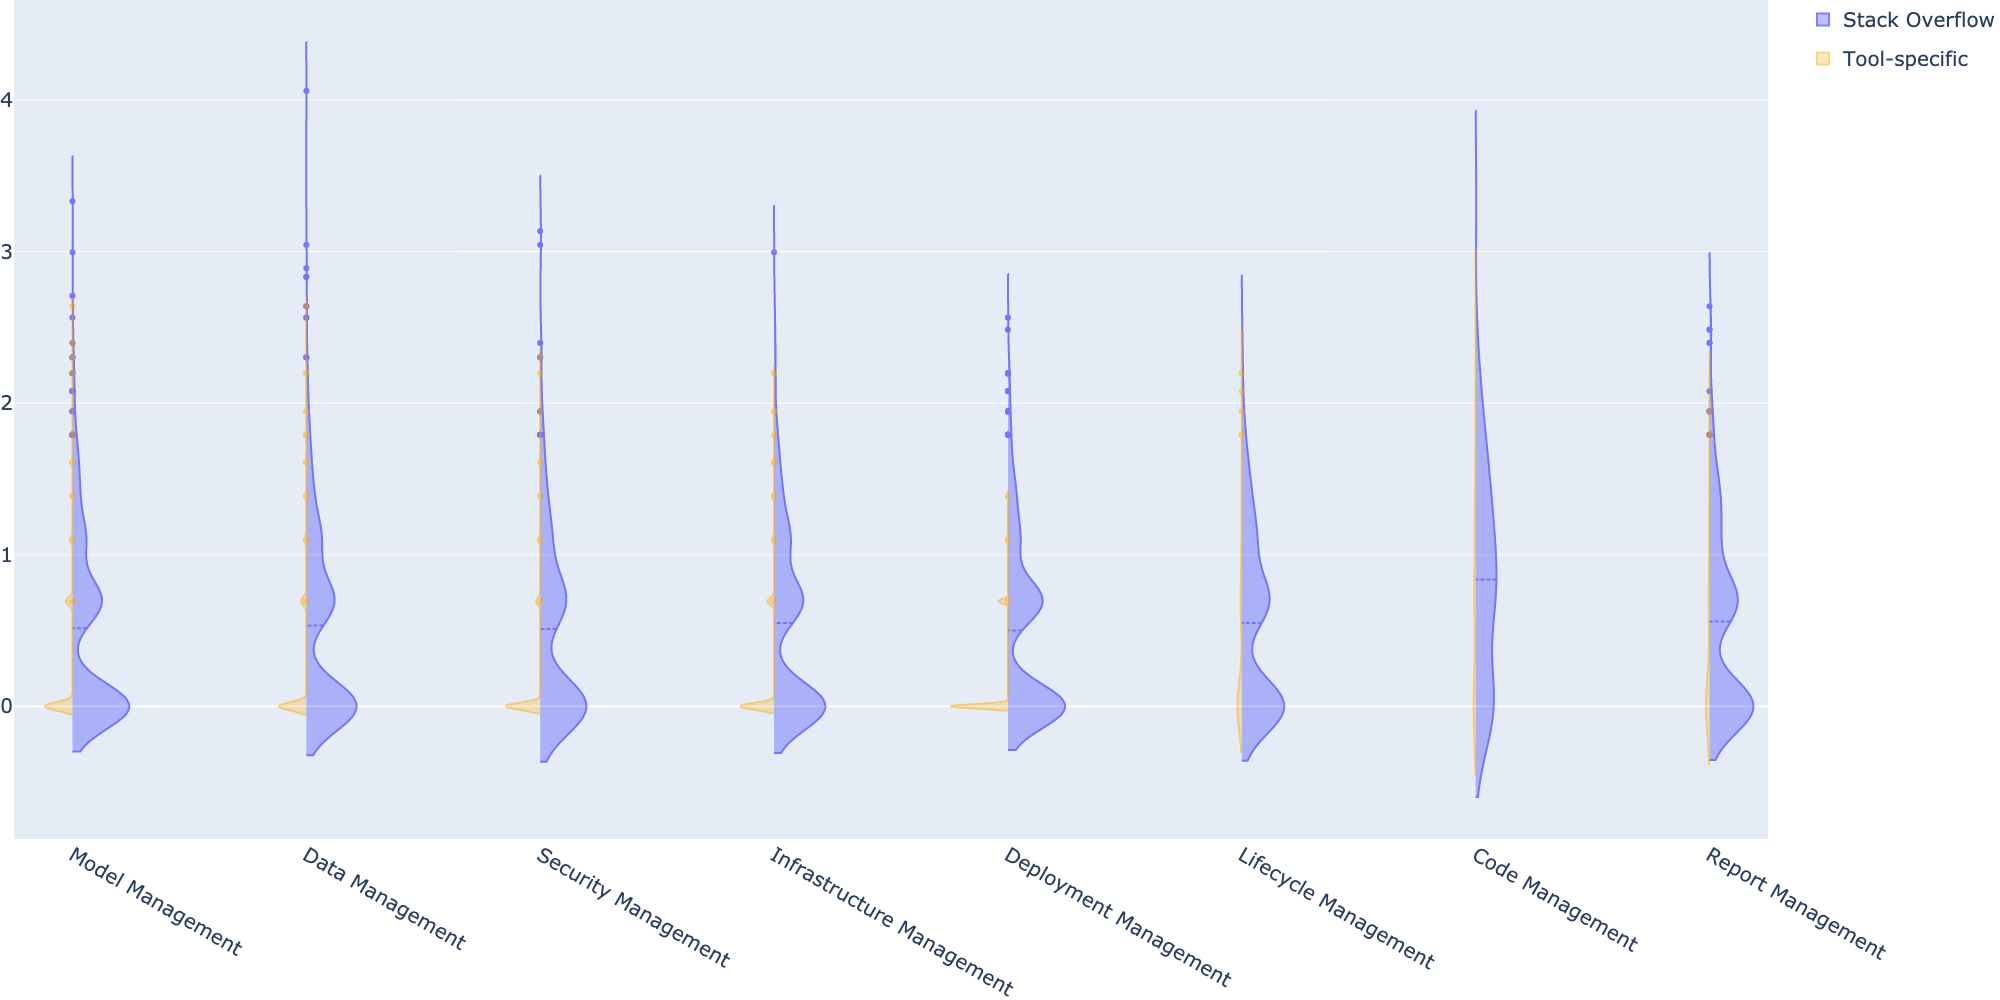 Stack Overflow
Tool-specific
4
3
2
1
0
Model Management
Data Management
Security Management
Infrastructure Management
Deployment Management
Lifecycle Management
Code Management
Report Management